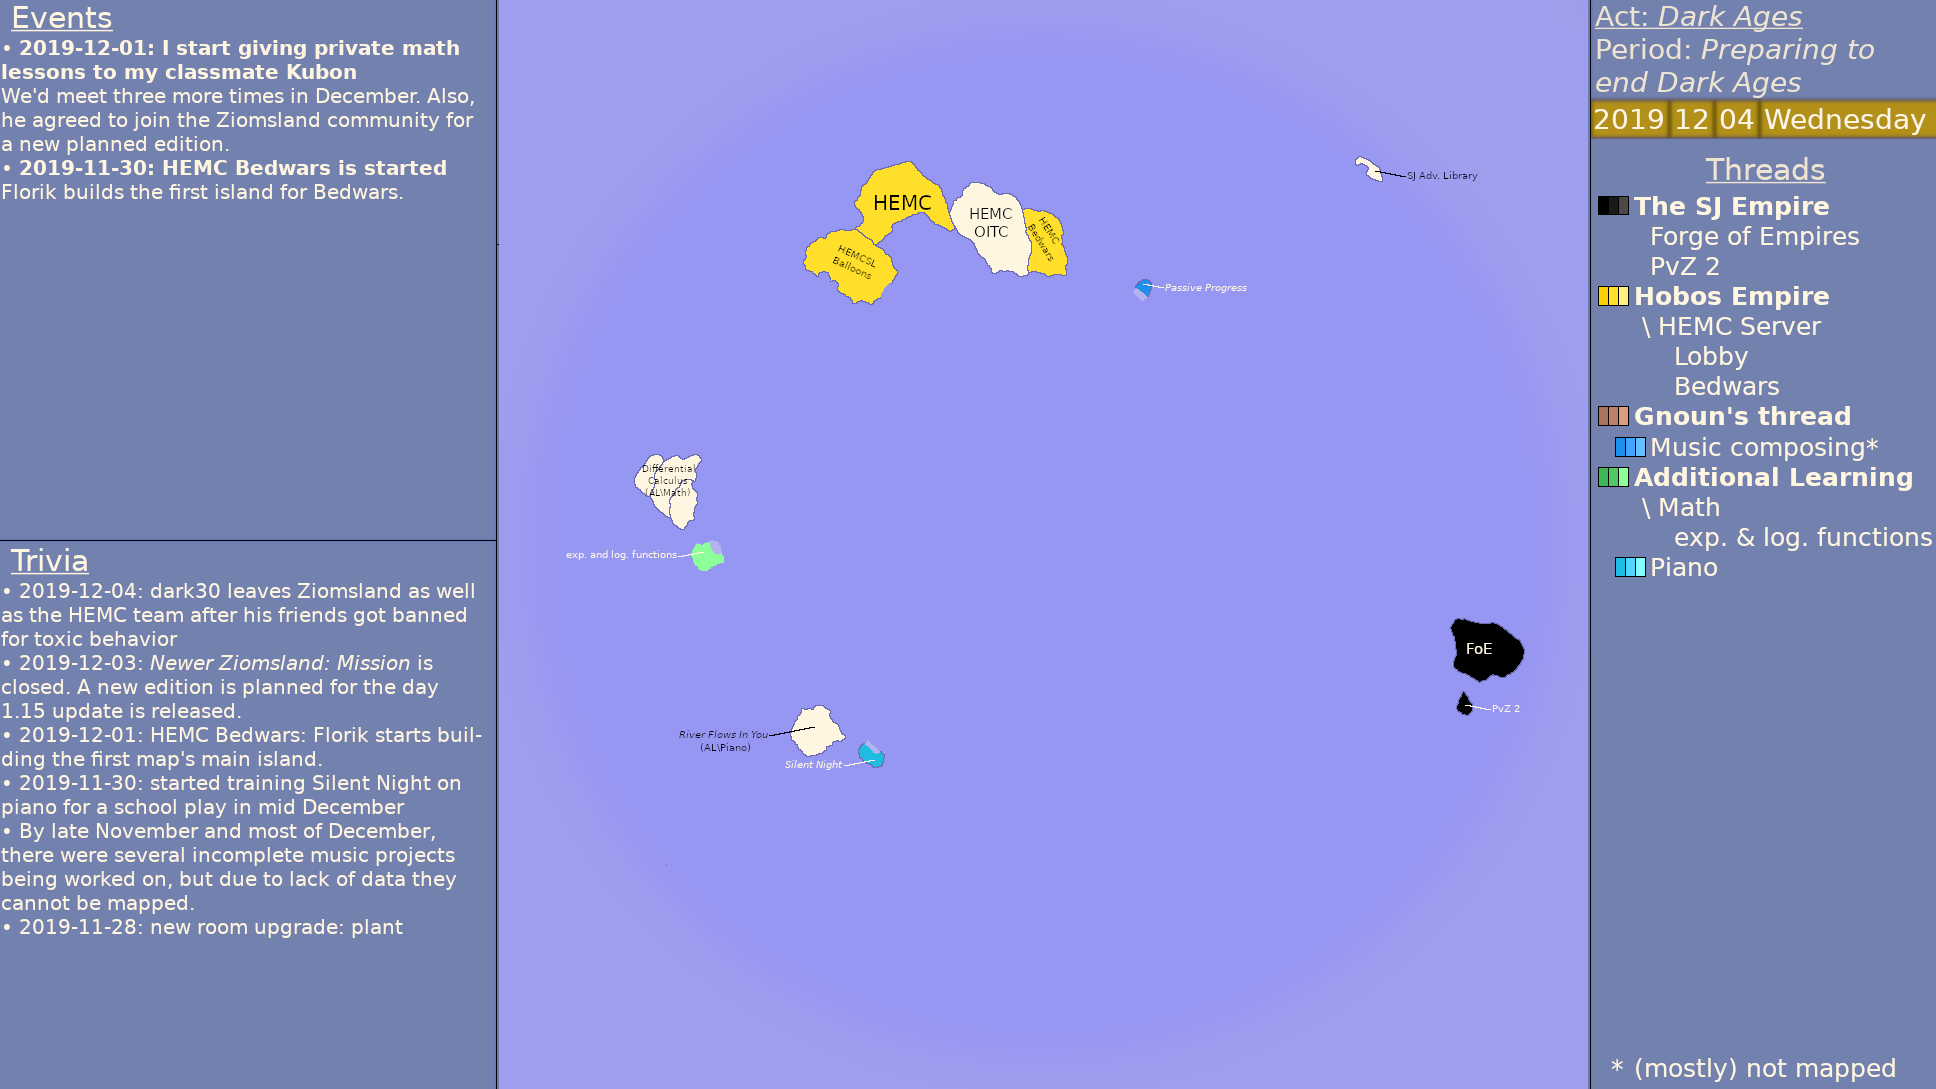 Events
• 2019-12-01: I start giving private math
lessons to my classmate Kubon
We'd meet three more times in December. Also,
he agreed to join the Ziomsland community for
a new planned edition.
• 2019-11-30: HEMC Bedwars is started
Florik builds the first island for Bedwars.
Trivia
• 2019-12-04: dark30 leaves Ziomsland as well
as the HEMC team after his friends got banned
for toxic behavior
• 2019-12-03: Newer Ziomsland: Mission is
closed. A new edition is planned for the day
1.15 update is released.
• 2019-12-01: HEMC Bedwars: Florik starts buil-
ding the first map's main island.
• 2019-11-30: started training Silent Night on
piano for a school play in mid December
• By late November and most of December,
there were several incomplete music projects
being worked on, but due to lack of data they
cannot be mapped.
• 2019-11-28: new room upgrade: plant
HEMC
HEMC
OITC
HEMC
Bedwars
HEMCSL
Balloons
SJ Adv. Library
Passive Progress
Differential
Calculus
(AL\Math)
exp. and log. functions
FoE
PvZ 2
River Flows In You
(AL\Piano)
Silent Night
Act: Dark Ages
Period: Preparing to
end Dark Ages
2019 12 04 Wednesday
Threads
The SJ Empire
Forge of Empires
PvZ 2
Hobos Empire
\ HEMC Server
Lobby
Bedwars
Gnoun's thread
Music composing*
Additional Learning
\ Math
exp. & log. functions
Piano
* (mostly) not mapped